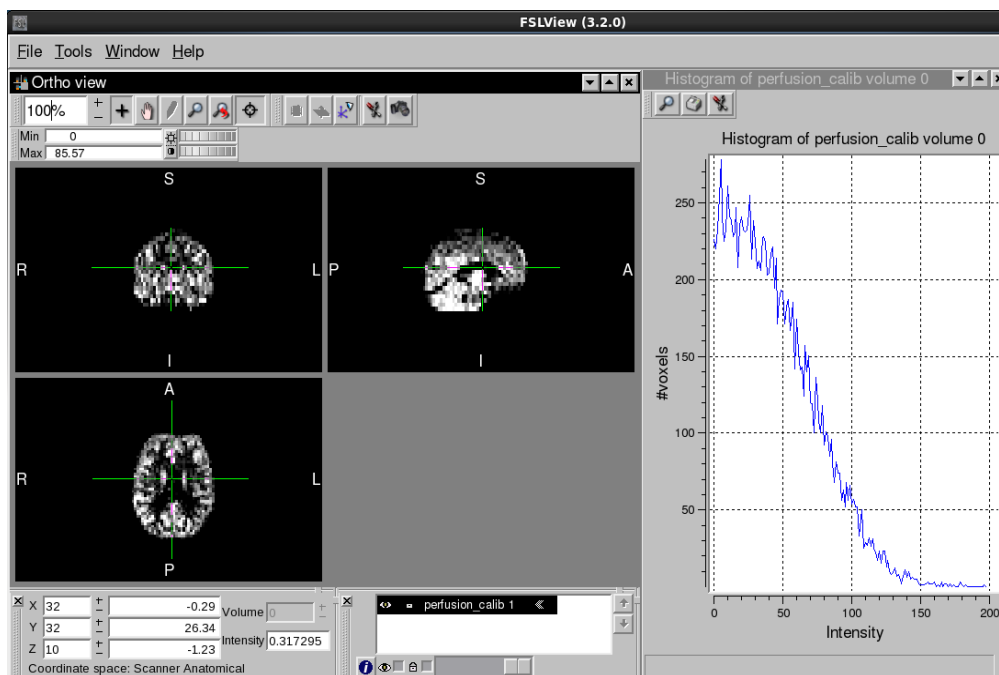 FSLView (3.2.0)
File Tools Window Help
Ortho view
100%
Min 0
Max 85.57
S
R L
I
S
P A
I
A
R L
P
X 32 -0.29 Volume 0
Y 32 26.34
Z 10 -1.23 Intensity 0.317295
Coordinate space: Scanner Anatomical
perfusion_calib 1
Histogram of perfusion_calib volume 0
Histogram of perfusion_calib volume 0
250
200
150
100
50
#voxels
0 50 100 150 200
Intensity